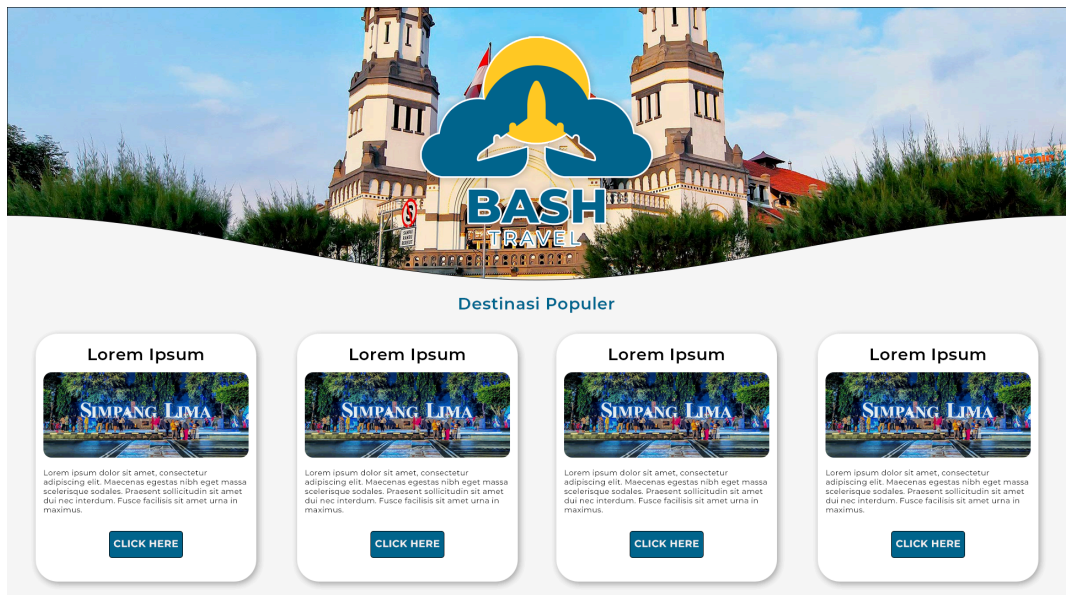 BASH
TRAVEL
Destinasi Populer
Lorem Ipsum
SIMPANG LIMA
Lorem ipsum dolor sit amet, consectetur
adipiscing elit. Maecenas egestas nibh eget massa
scelerisque sodales. Praesent sollicitudin sit amet
dui nec interdum. Fusce facilisis sit amet urna in
maximus.
CLICK HERE
Lorem Ipsum
SIMPANG LIMA
Lorem ipsum dolor sit amet, consectetur
adipiscing elit. Maecenas egestas nibh eget massa
scelerisque sodales. Praesent sollicitudin sit amet
dui nec interdum. Fusce facilisis sit amet urna in
maximus.
CLICK HERE
Lorem Ipsum
SIMPANG LIMA
Lorem ipsum dolor sit amet, consectetur
adipiscing elit. Maecenas egestas nibh eget massa
scelerisque sodales. Praesent sollicitudin sit amet
dui nec interdum. Fusce facilisis sit amet urna in
maximus.
CLICK HERE
Lorem Ipsum
SIMPANG LIMA
Lorem ipsum dolor sit amet, consectetur
adipiscing elit. Maecenas egestas nibh eget massa
scelerisque sodales. Praesent sollicitudin sit amet
dui nec interdum. Fusce facilisis sit amet urna in
maximus.
CLICK HERE